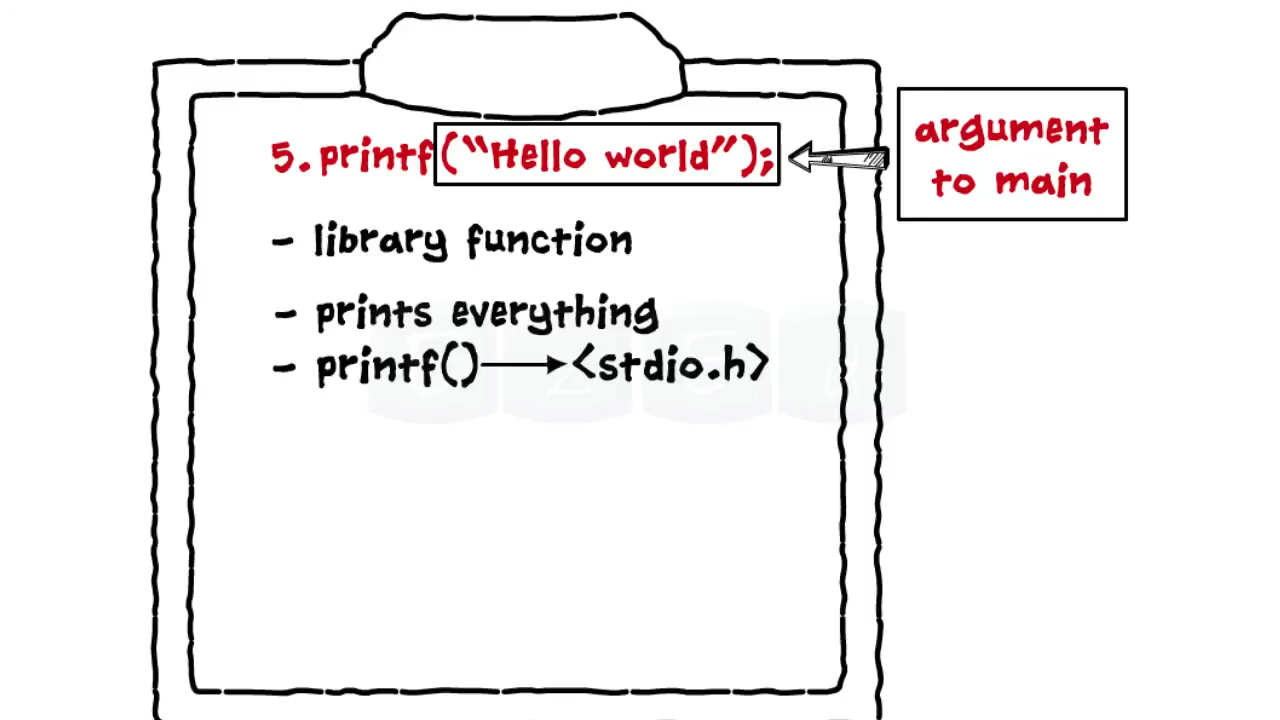 5. printf("Hello world");
argument
to main
- library function
- prints everything
- printf()⟶<stdio.h>